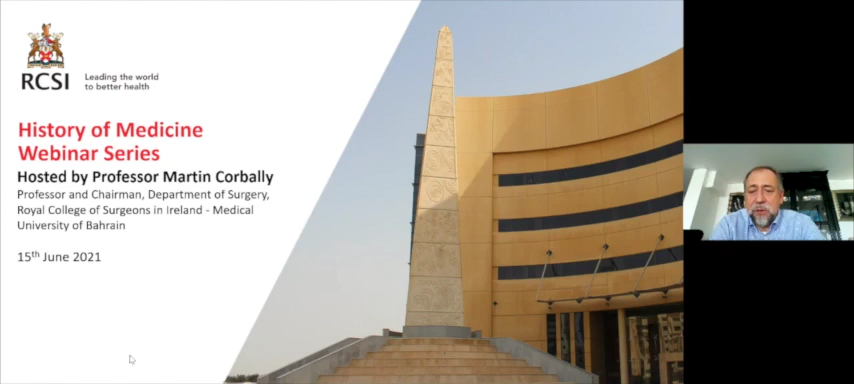 RCSI
Leading the world
to better health
History of Medicine
Webinar Series
Hosted by Professor Martin Corbally
Professor and Chairman, Department of Surgery,
Royal College of Surgeons in Ireland - Medical
University of Bahrain
15th June 2021